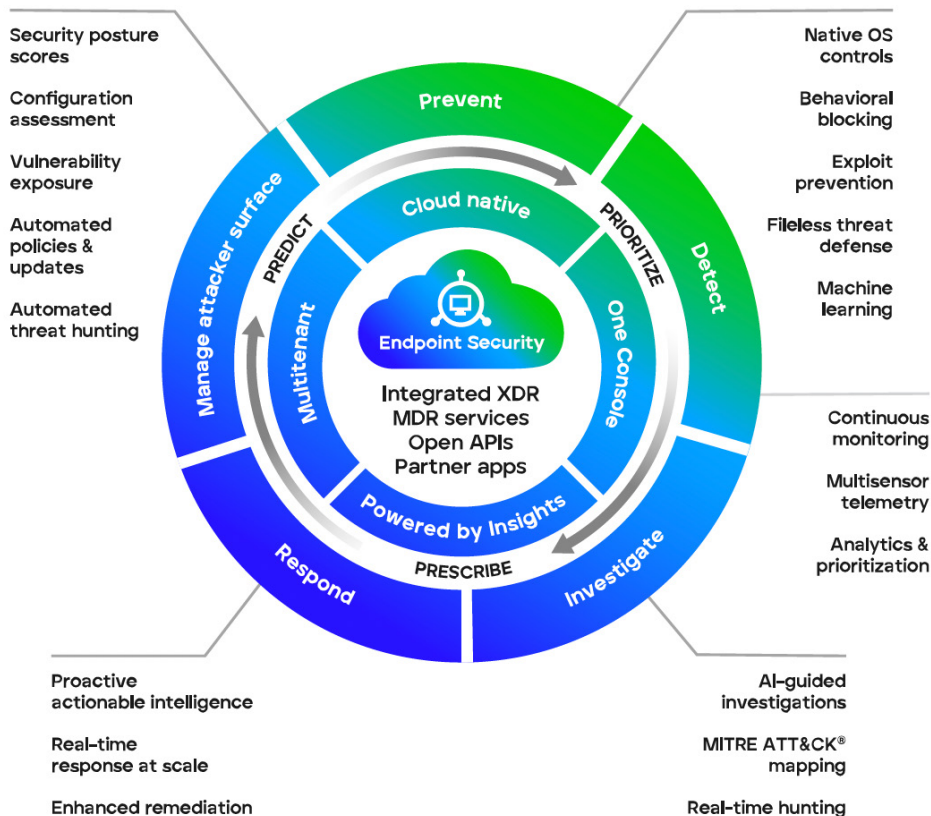 Security posture
scores
Configuration
assessment
Vulnerability
exposure
Automated
policies &
updates
Automated
threat hunting
Native OS
controls
Behavioral
blocking
Exploit
prevention
Fileless threat
defense
Machine
learning
Prevent
Detect
Investigate
Respond
Manage attacker surface
PREDICT
PRIORITIZE
PRESCRIBE
Cloud native
One Console
Powered by Insights
Multitenant
Endpoint Security
Integrated XDR
MDR services
Open APIs
Partner apps
Continuous
monitoring
Multisensor
telemetry
Analytics &
prioritization
Proactive
actionable intelligence
Real-time
response at scale
Enhanced remediation
AI-guided
investigations
MITRE ATT&CK®
mapping
Real-time hunting